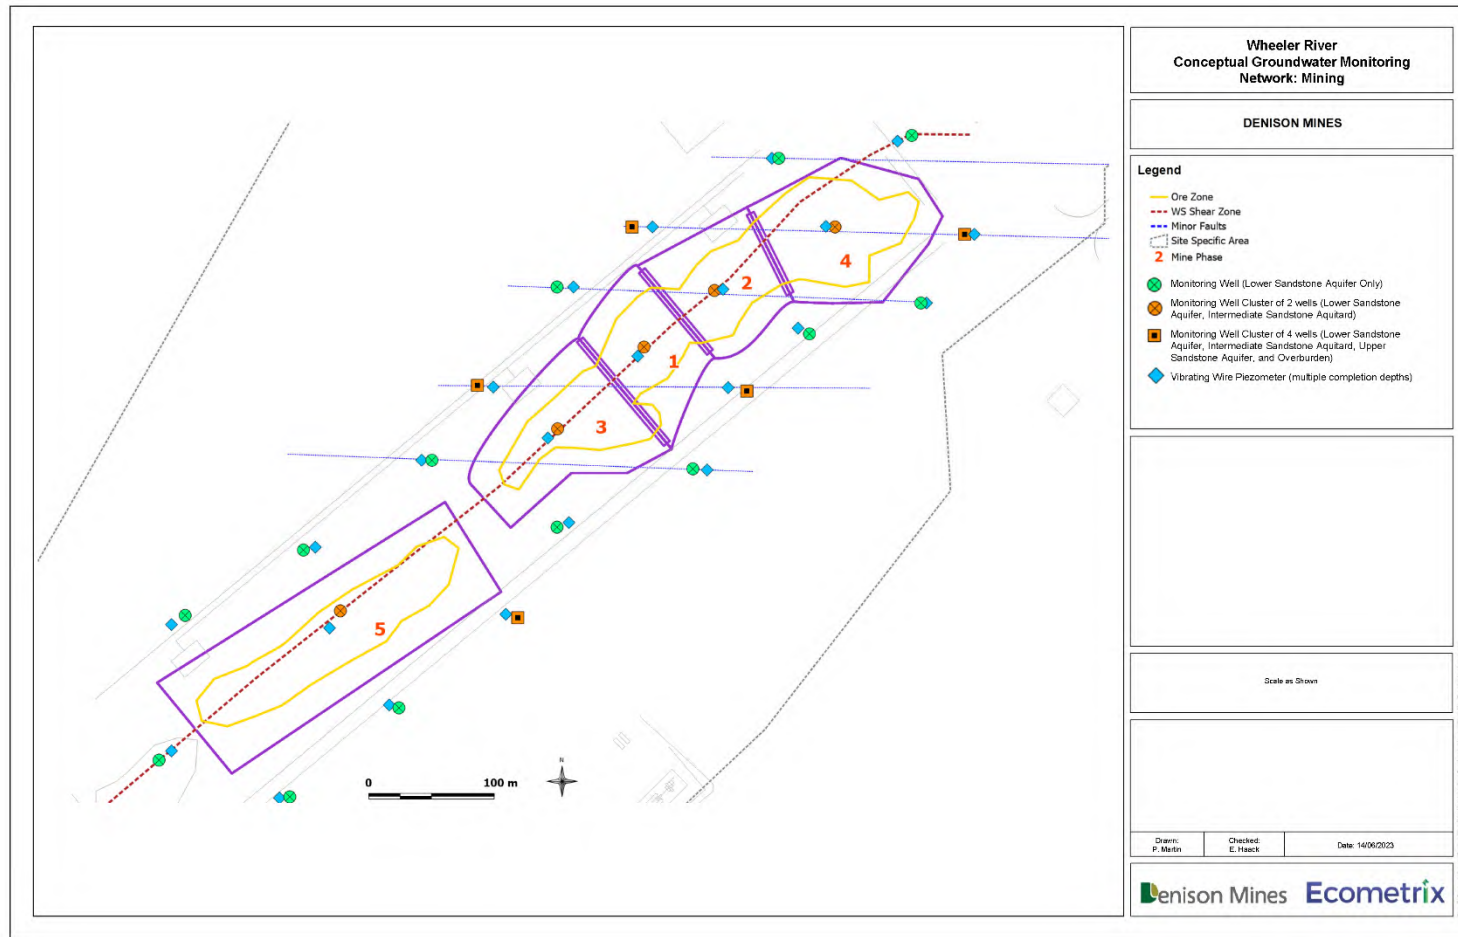 Wheeler River
Conceptual Groundwater Monitoring
Network: Mining
DENISON MINES
Legend
Ore Zone
WS Shear Zone
Minor Faults
Site Specific Area
2 Mine Phase
Monitoring Well (Lower Sandstone Aquifer Only)
Monitoring Well Cluster of 2 wells (Lower Sandstone
Aquifer, Intermediate Sandstone Aquitard)
Monitoring Well Cluster of 4 wells (Lower Sandstone
Aquifer, Intermediate Sandstone Aquitard, Upper
Sandstone Aquifer, and Overburden)
Vibrating Wire Piezometer (multiple completion depths)
4
2
1
3
5
0 100 m
N
Scale as Shown
Drawn:
P. Martin
Checked:
E. Haack
Date: 14/06/2023
Denison Mines
Ecometrix